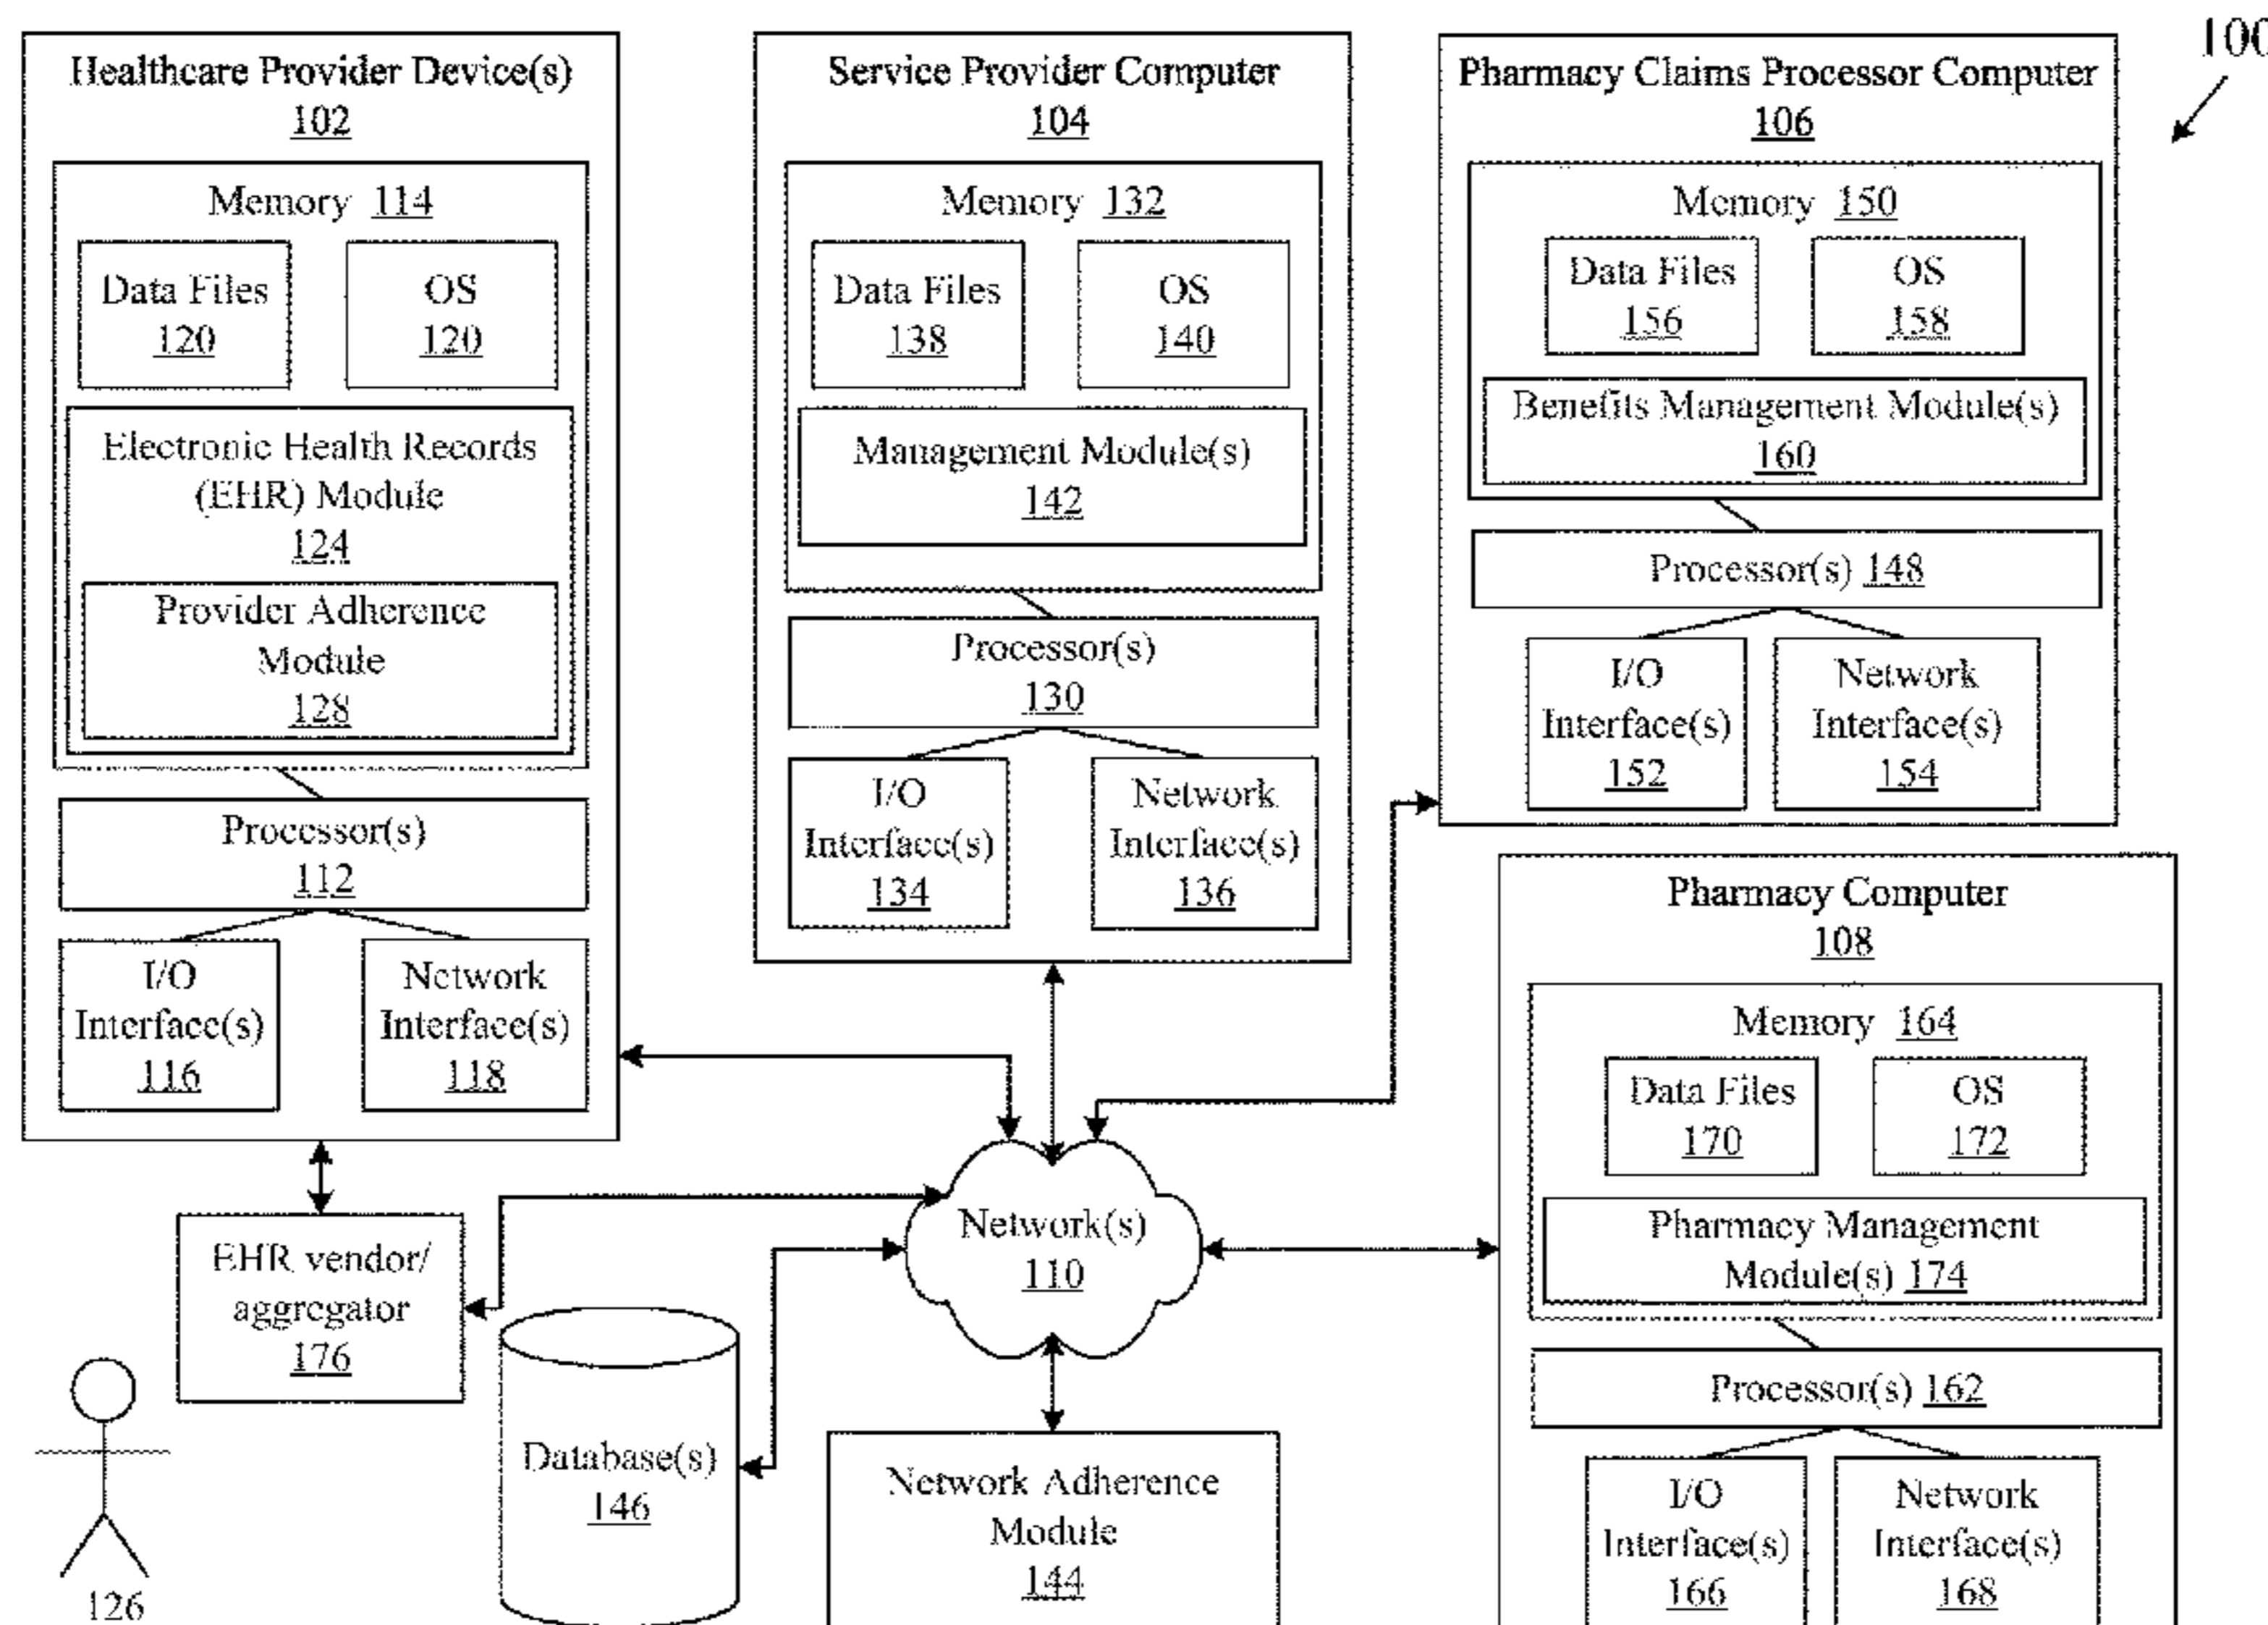 100
Healthcare Provider Device(s)
102
Memory 114
Data Files
120
OS
120
Electronic Health Records
(EHR) Module
124
Provider Adherence
Module
128
Processor(s)
112
I/O
Interface(s)
116
Network
Interface(s)
118
Service Provider Computer
104
Memory 132
Data Files
138
OS
140
Management Module(s)
142
Processor(s)
130
I/O
Interface(s)
134
Network
Interface(s)
136
Pharmacy Claims Processor Computer
106
Memory 150
Data Files
156
OS
158
Benefits Management Module(s)
160
Processor(s) 148
I/O
Interface(s)
152
Network
Interface(s)
154
Pharmacy Computer
108
Memory 164
Data Files
170
OS
172
Pharmacy Management
Module(s) 174
Processor(s) 162
I/O
Interface(s)
166
Network
Interface(s)
168
EHR vendor/
aggregator
176
Network(s)
110
Database(s)
146
Network Adherence
Module
144
126